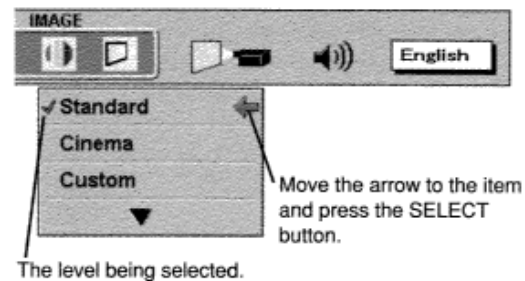 IMAGE
English
Standard
Cinema
Custom
Move the arrow to the item
and press the SELECT
button.
The level being selected.